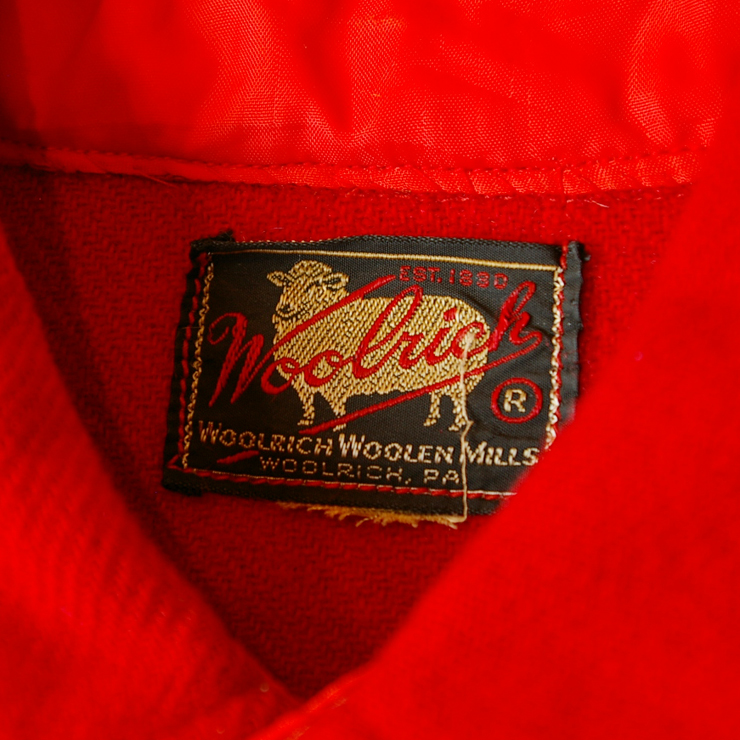 EST. 1830
Woolrich
®
WOOLRICH WOOLEN MILLS
WOOLRICH, PA